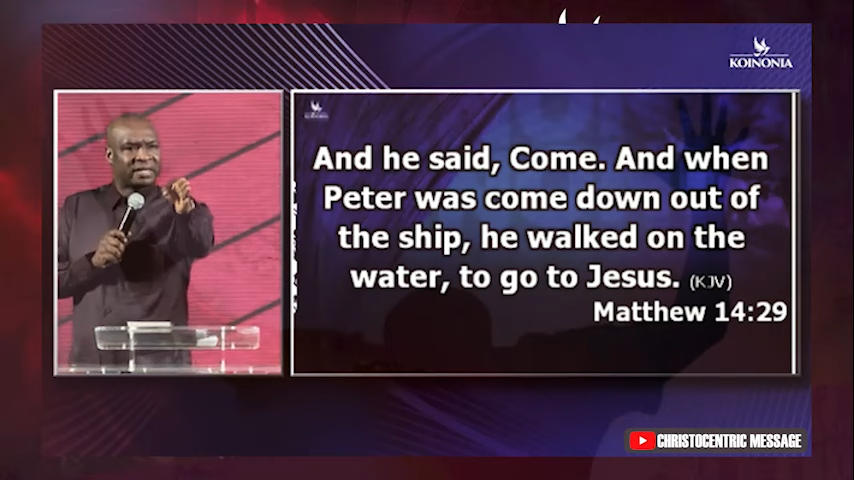 KOINONIA
And he said, Come. And when
Peter was come down out of
the ship, he walked on the
water, to go to Jesus. (KJV)
Matthew 14:29
CHRISTOCENTRIC MESSAGE